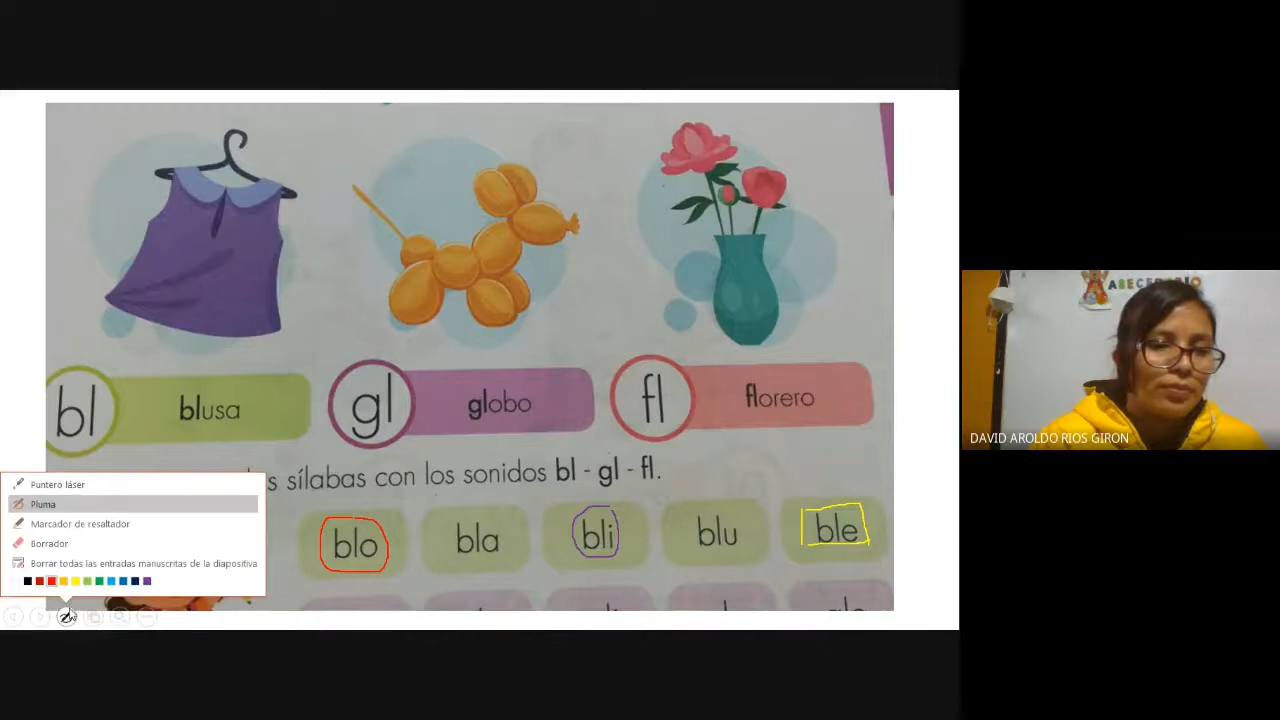 bl blusa gl globo fl florero
s sílabas con los sonidos bl - gl - fl.
blo bla bli blu ble
Puntero láser
Pluma
Marcador de resaltador
Borrador
Borrar todas las entradas manuscritas de la diapositiva
ABECEDARIO
DAVID AROLDO RIOS GIRON